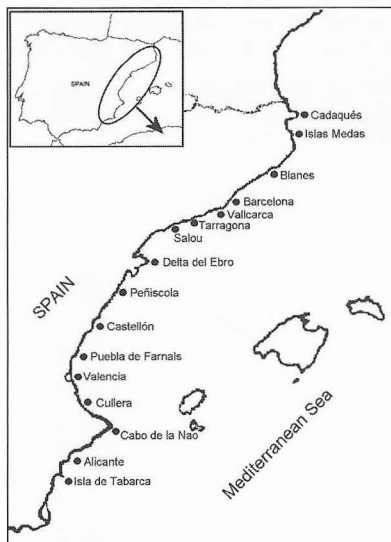 SPAIN
Cadaqués
Islas Medas
Blanes
Barcelona
Vallcarca
Tarragona
Salou
Delta del Ebro
SPAIN
Peñiscola
Castellón
Puebla de Farnals
Valencia
Cullera
Cabo de la Nao
Mediterranean Sea
Alicante
Isla de Tabarca